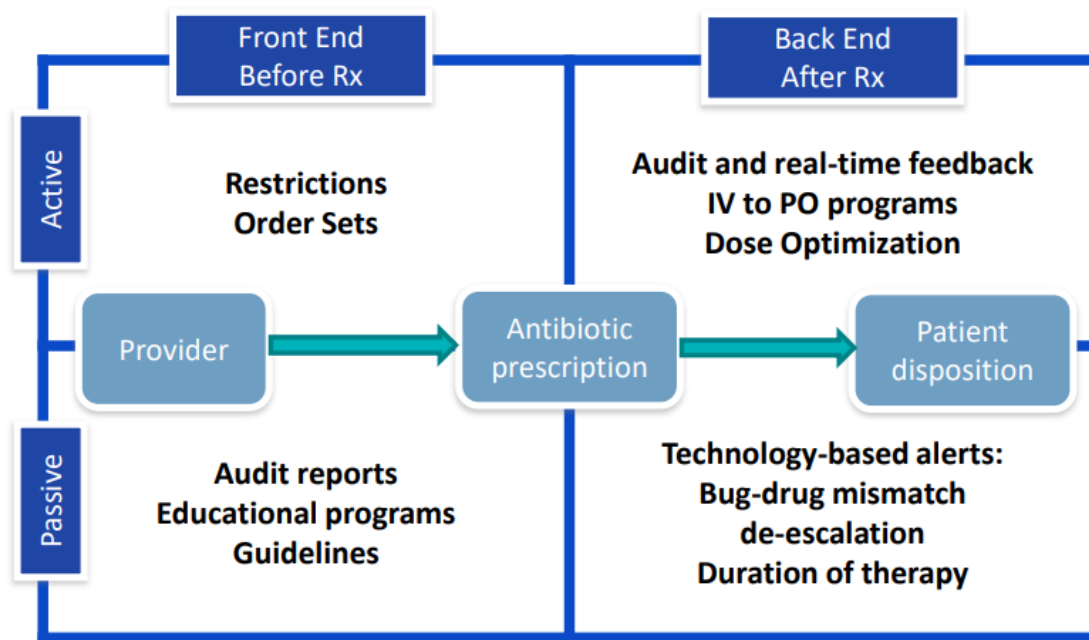 Front End
Before Rx
Back End
After Rx
Active
Restrictions
Order Sets
Audit and real-time feedback
IV to PO programs
Dose Optimization
Provider
Antibiotic
prescription
Patient
disposition
Passive
Audit reports
Educational programs
Guidelines
Technology-based alerts:
Bug-drug mismatch
de-escalation
Duration of therapy